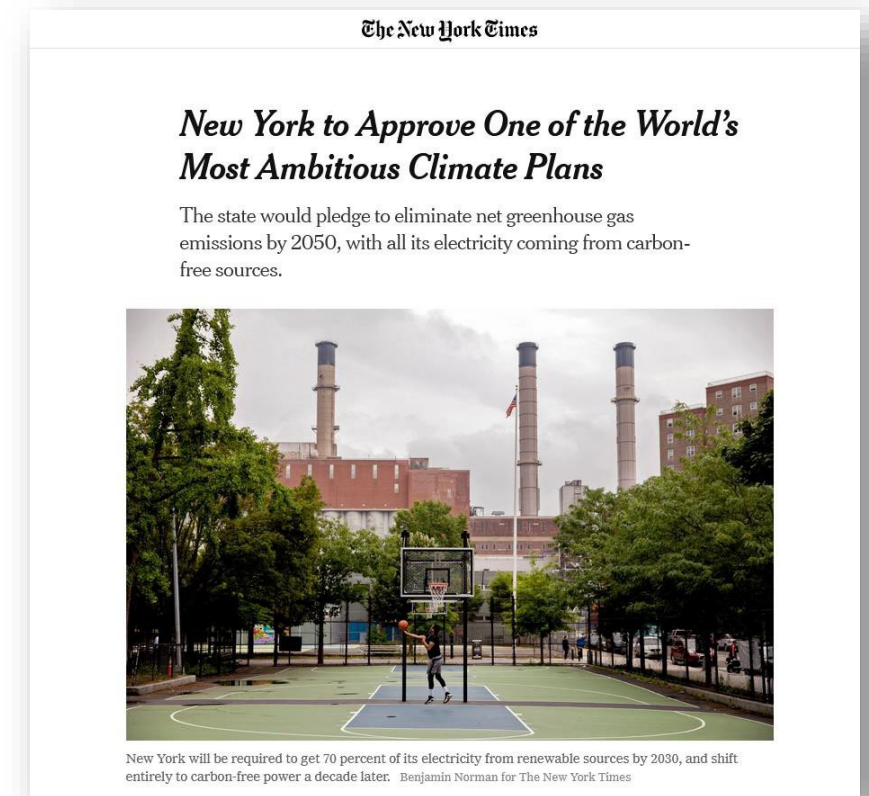 The New York Times
New York to Approve One of the World's
Most Ambitious Climate Plans
The state would pledge to eliminate net greenhouse gas
emissions by 2050, with all its electricity coming from carbon-
free sources.
New York will be required to get 70 percent of its electricity from renewable sources by 2030, and shift
entirely to carbon-free power a decade later. Benjamin Norman for The New York Times